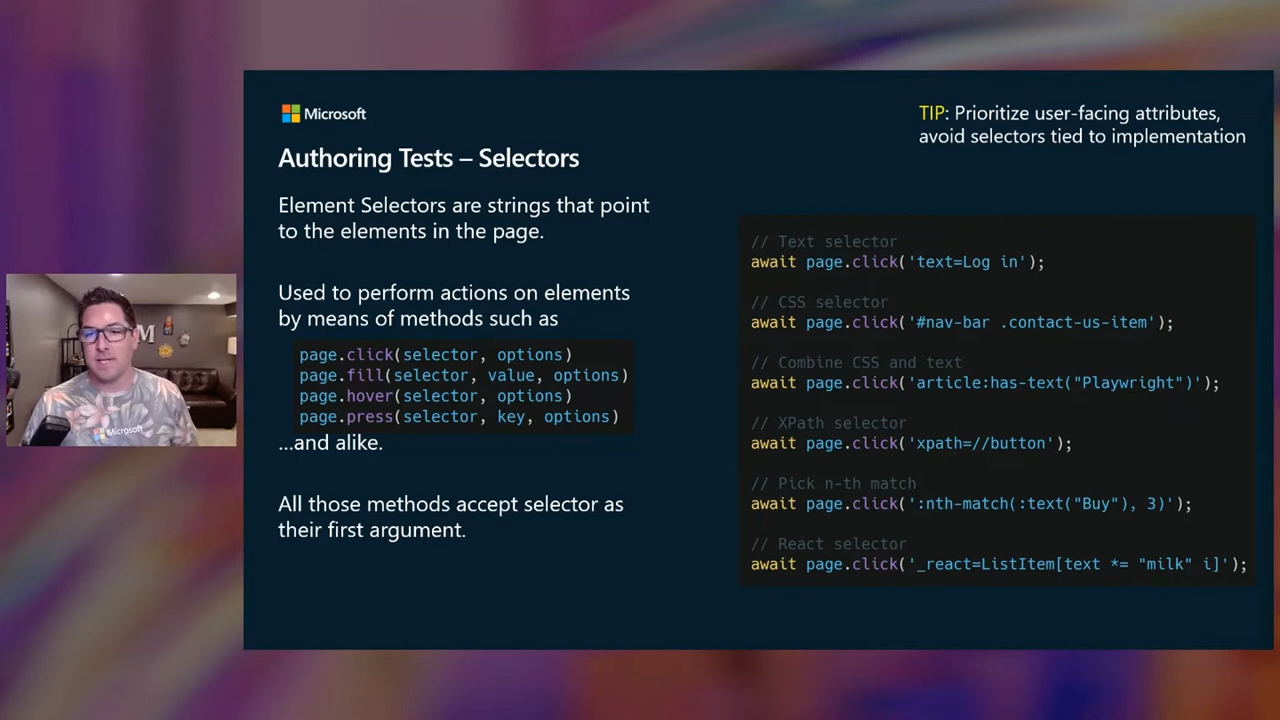 Microsoft
TIP: Prioritize user-facing attributes,
avoid selectors tied to implementation
Authoring Tests – Selectors
Element Selectors are strings that point
to the elements in the page.
Used to perform actions on elements
by means of methods such as
page.click(selector, options)
page.fill(selector, value, options)
page.hover(selector, options)
page.press(selector, key, options)
...and alike.
All those methods accept selector as
their first argument.
// Text selector
await page.click('text=Log in');
// CSS selector
await page.click('#nav-bar .contact-us-item');
// Combine CSS and text
await page.click('article:has-text("Playwright")');
// XPath selector
await page.click('xpath=//button');
// Pick n-th match
await page.click(':nth-match(:text("Buy"), 3)');
// React selector
await page.click('_react=ListItem[text *= "milk" i]');
M
Microsoft